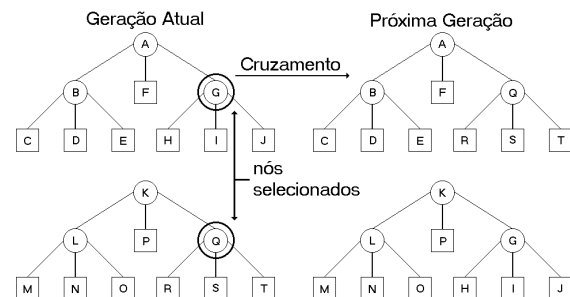 Geração Atual
Próxima Geração
A
A
Cruzamento
B
F
G
B
F
Q
C
D
E
H
I
J
C
D
E
R
S
T
nós
selecionados
K
K
L
P
Q
L
P
G
M
N
O
R
S
T
M
N
O
H
I
J